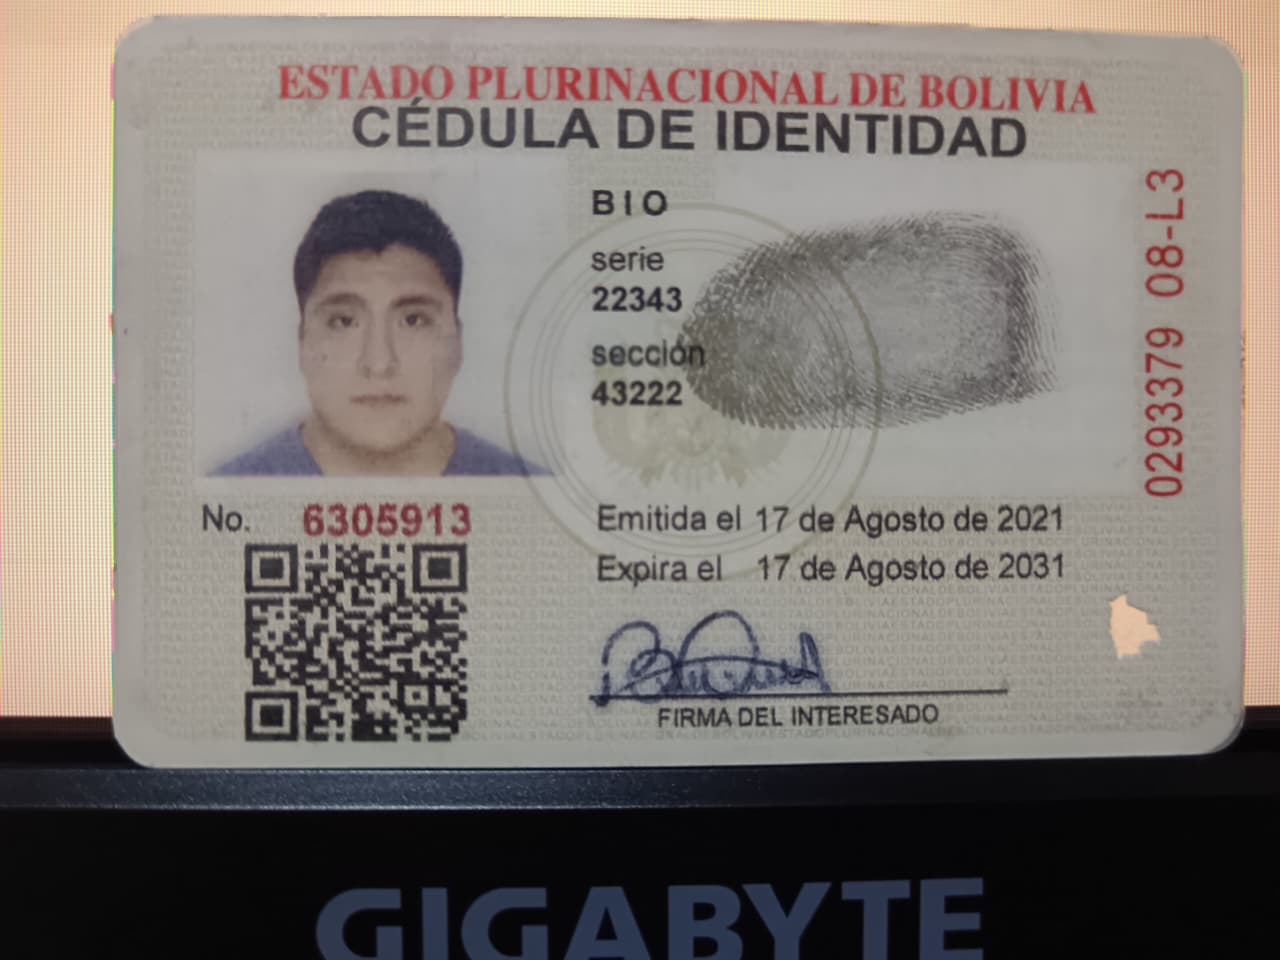 ESTADO PLURINACIONAL DE BOLIVIA
CÉDULA DE IDENTIDAD
BIO
serie
22343
sección
43222
0293379 08-L3
No. 6305913
Emitida el 17 de Agosto de 2021
Expira el 17 de Agosto de 2031
FIRMA DEL INTERESADO
GIGABYTE